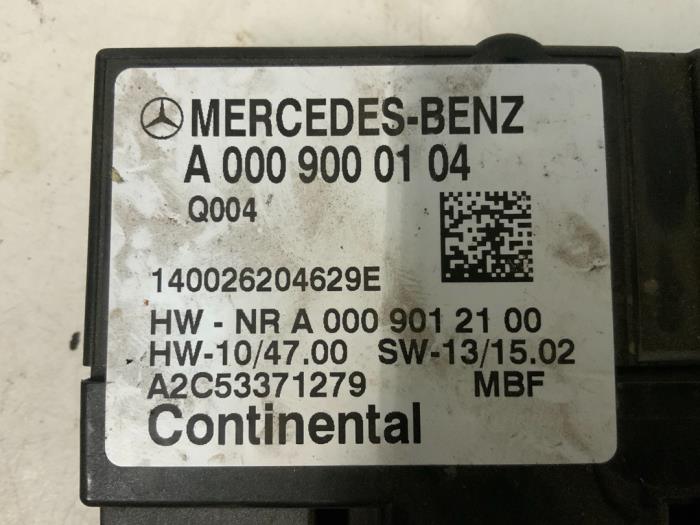 MERCEDES-BENZ
A 000 900 01 04
Q004
140026204629E
HW - NR A 000 901 21 00
HW-10/47.00 SW-13/15.02
A2C53371279 MBF
Continental